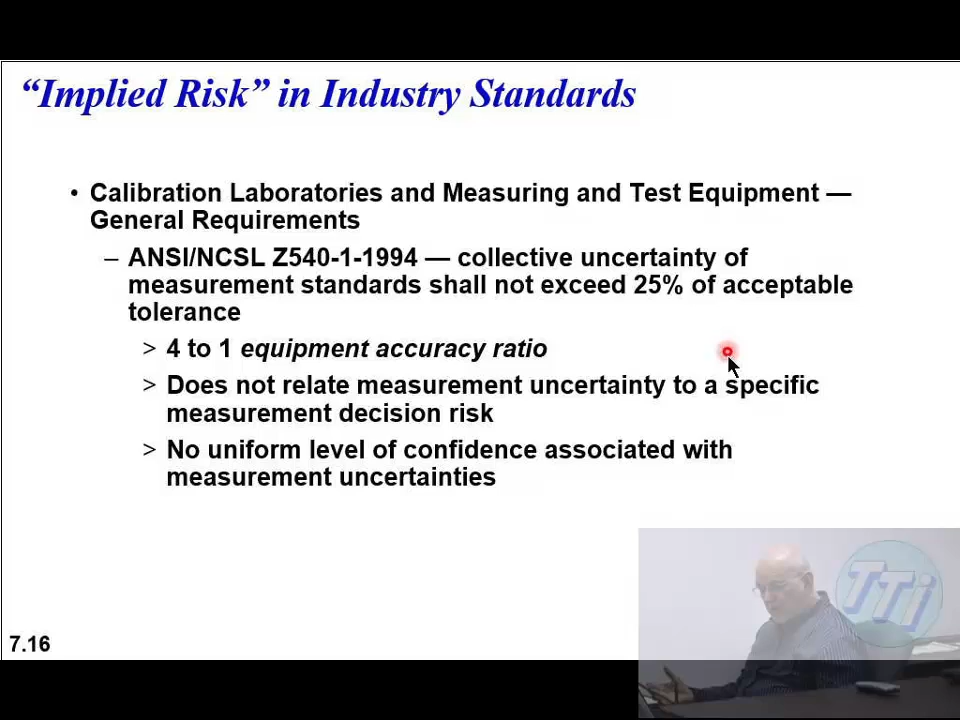 “Implied Risk” in Industry Standards
• Calibration Laboratories and Measuring and Test Equipment —
General Requirements
– ANSI/NCSL Z540-1-1994 — collective uncertainty of
measurement standards shall not exceed 25% of acceptable
tolerance
> 4 to 1 equipment accuracy ratio
> Does not relate measurement uncertainty to a specific
measurement decision risk
> No uniform level of confidence associated with
measurement uncertainties
TTi
7.16